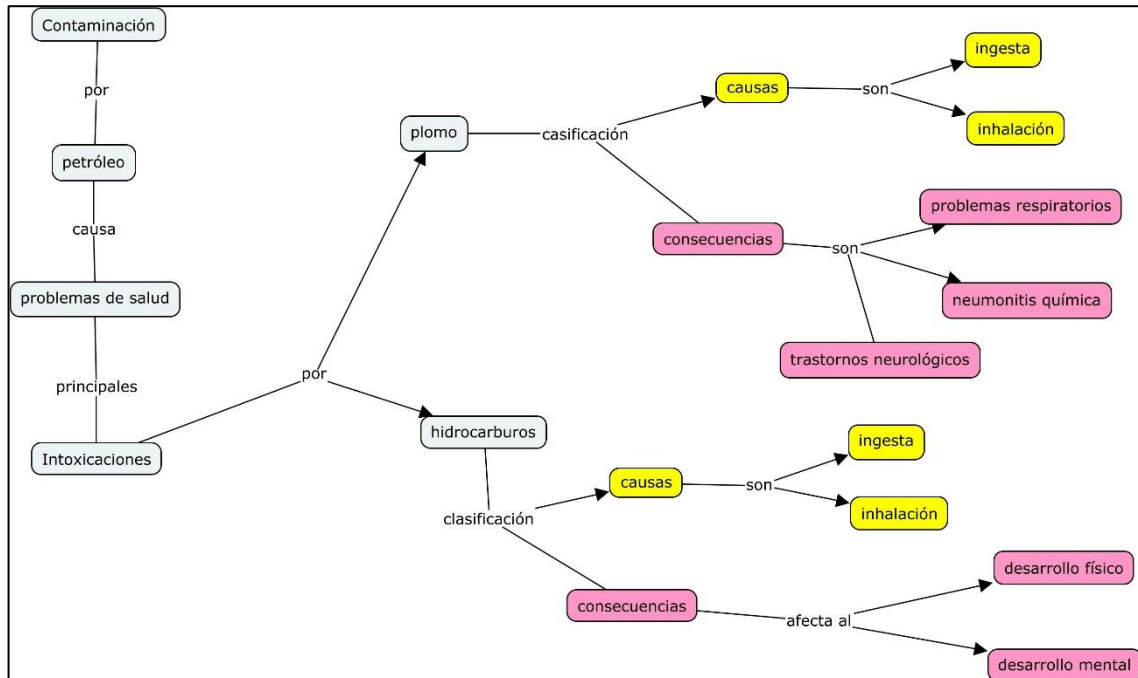 Contaminación
por
petróleo
causa
problemas de salud
principales
Intoxicaciones
por
plomo
casificación
causas
son
ingesta
inhalación
consecuencias
son
problemas respiratorios
neumonitis química
trastornos neurológicos
hidrocarburos
clasificación
causas
son
ingesta
inhalación
consecuencias
afecta al
desarrollo físico
desarrollo mental